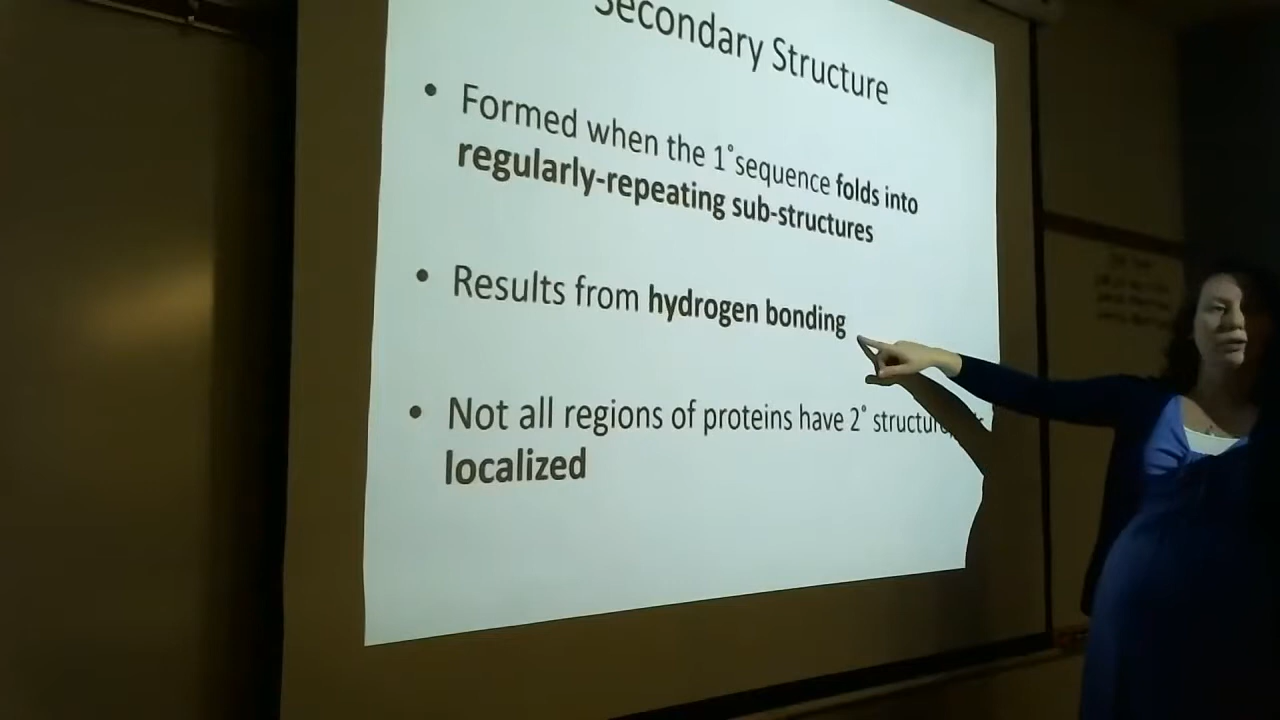 Secondary Structure
• Formed when the 1° sequence folds into
regularly-repeating sub-structures
• Results from hydrogen bonding
• Not all regions of proteins have 2° structure
localized